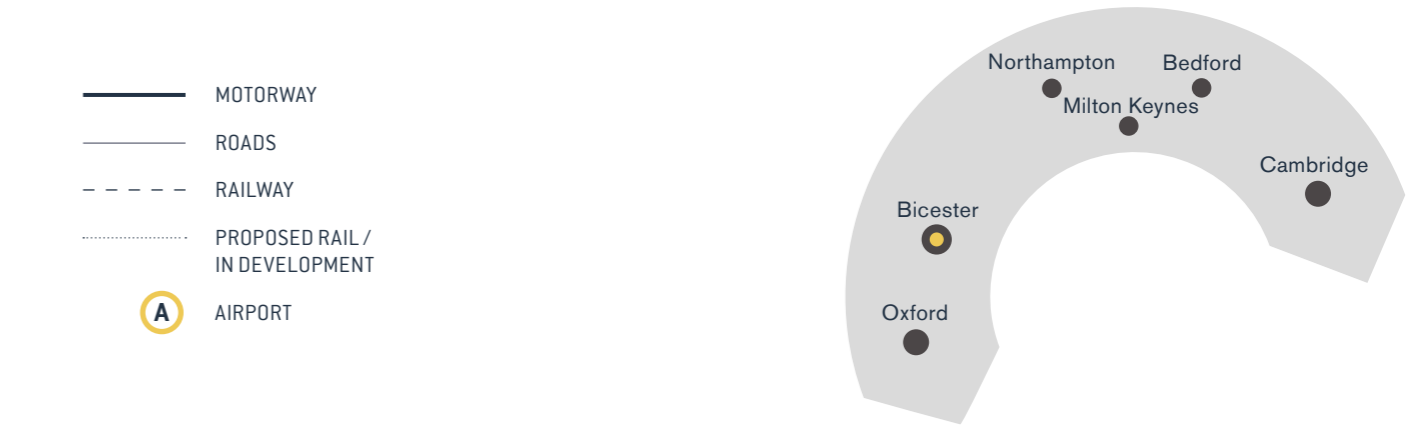 MOTORWAY
ROADS
RAILWAY
PROPOSED RAIL /
IN DEVELOPMENT
A AIRPORT
Northampton
Bedford
Milton Keynes
Cambridge
Bicester
Oxford